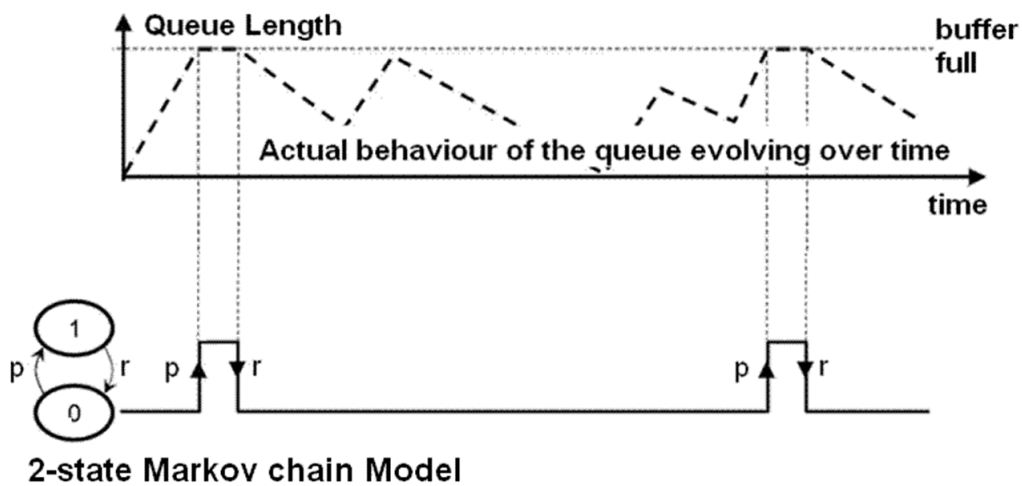 Queue Length
buffer
full
Actual behaviour of the queue evolving over time
time
1
p
r
p
r
p
r
0
2-state Markov chain Model